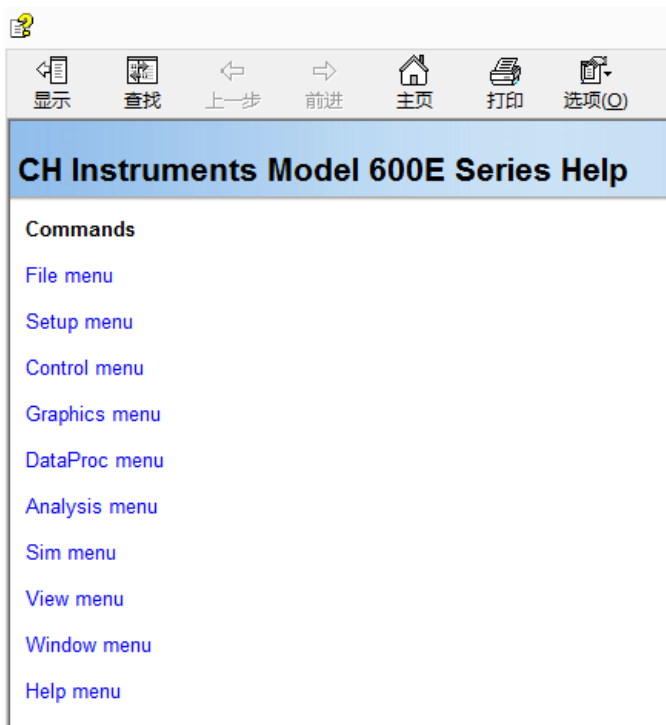 显示 查找 上一步 前进 主页 打印 选项(O)
CH Instruments Model 600E Series Help
Commands
File menu
Setup menu
Control menu
Graphics menu
DataProc menu
Analysis menu
Sim menu
View menu
Window menu
Help menu